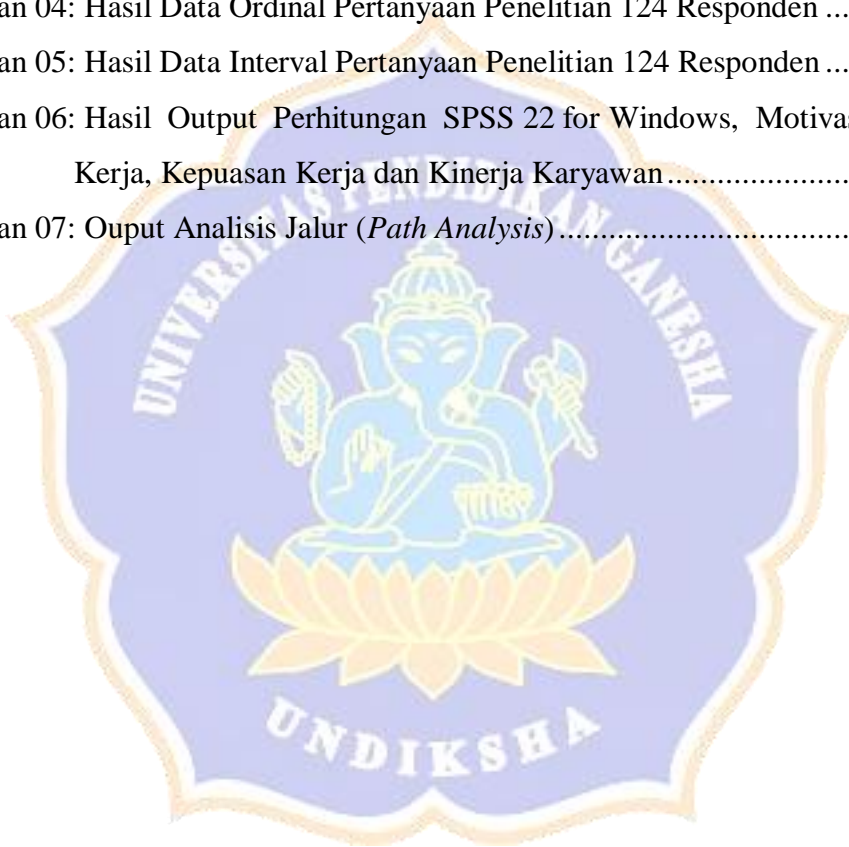 an 04: Hasil Data Ordinal Pertanyaan Penelitian 124 Responden ...
an 05: Hasil Data Interval Pertanyaan Penelitian 124 Responden ...
an 06: Hasil Output Perhitungan SPSS 22 for Windows, Motivas
Kerja, Kepuasan Kerja dan Kinerja Karyawan......................
an 07: Ouput Analisis Jalur (Path Analysis)...................................
UNIVERSITAS PENDIDIKAN GANESHA
UNDIKSHA